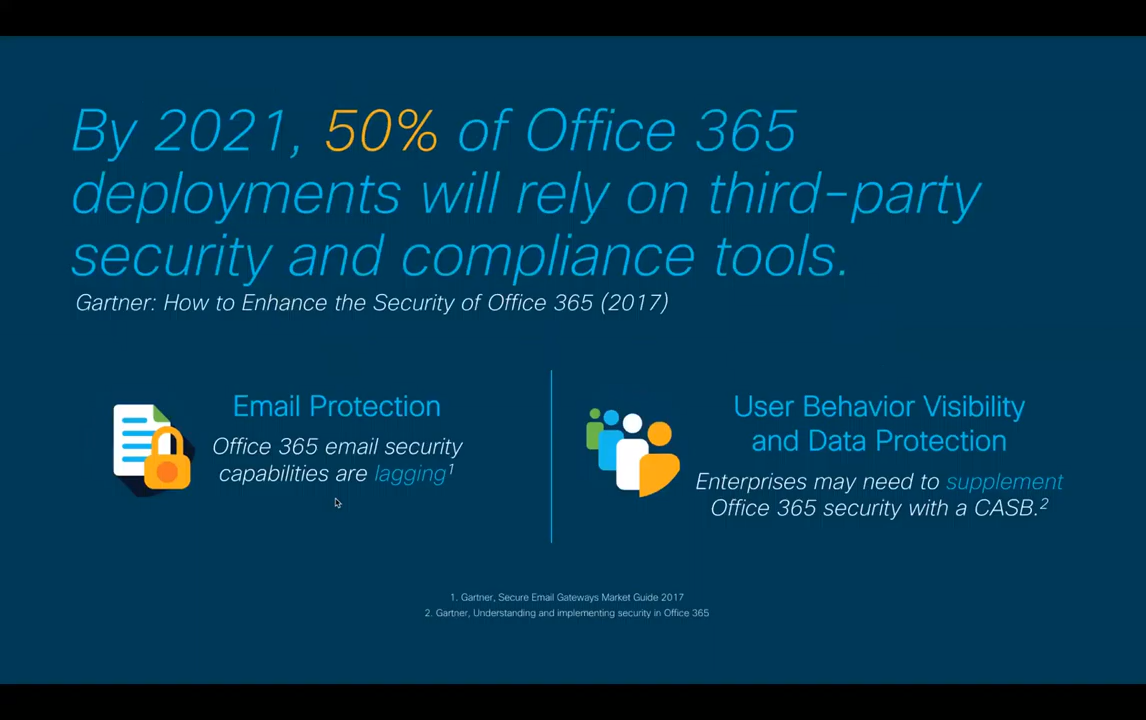 By 2021, 50% of Office 365
deployments will rely on third-party
security and compliance tools.
Gartner: How to Enhance the Security of Office 365 (2017)
Email Protection
Office 365 email security
capabilities are lagging¹
User Behavior Visibility
and Data Protection
Enterprises may need to supplement
Office 365 security with a CASB.²
1. Gartner, Secure Email Gateways Market Guide 2017
2. Gartner, Understanding and implementing security in Office 365